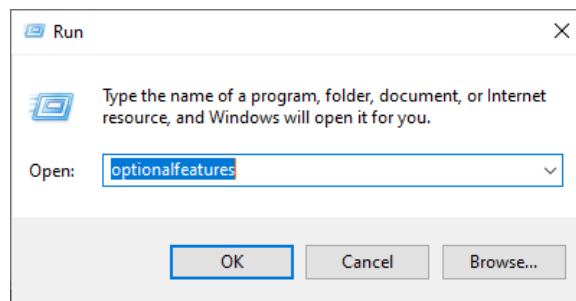 Run
Type the name of a program, folder, document, or Internet
resource, and Windows will open it for you.
Open: optionalfeatures
OK Cancel Browse...